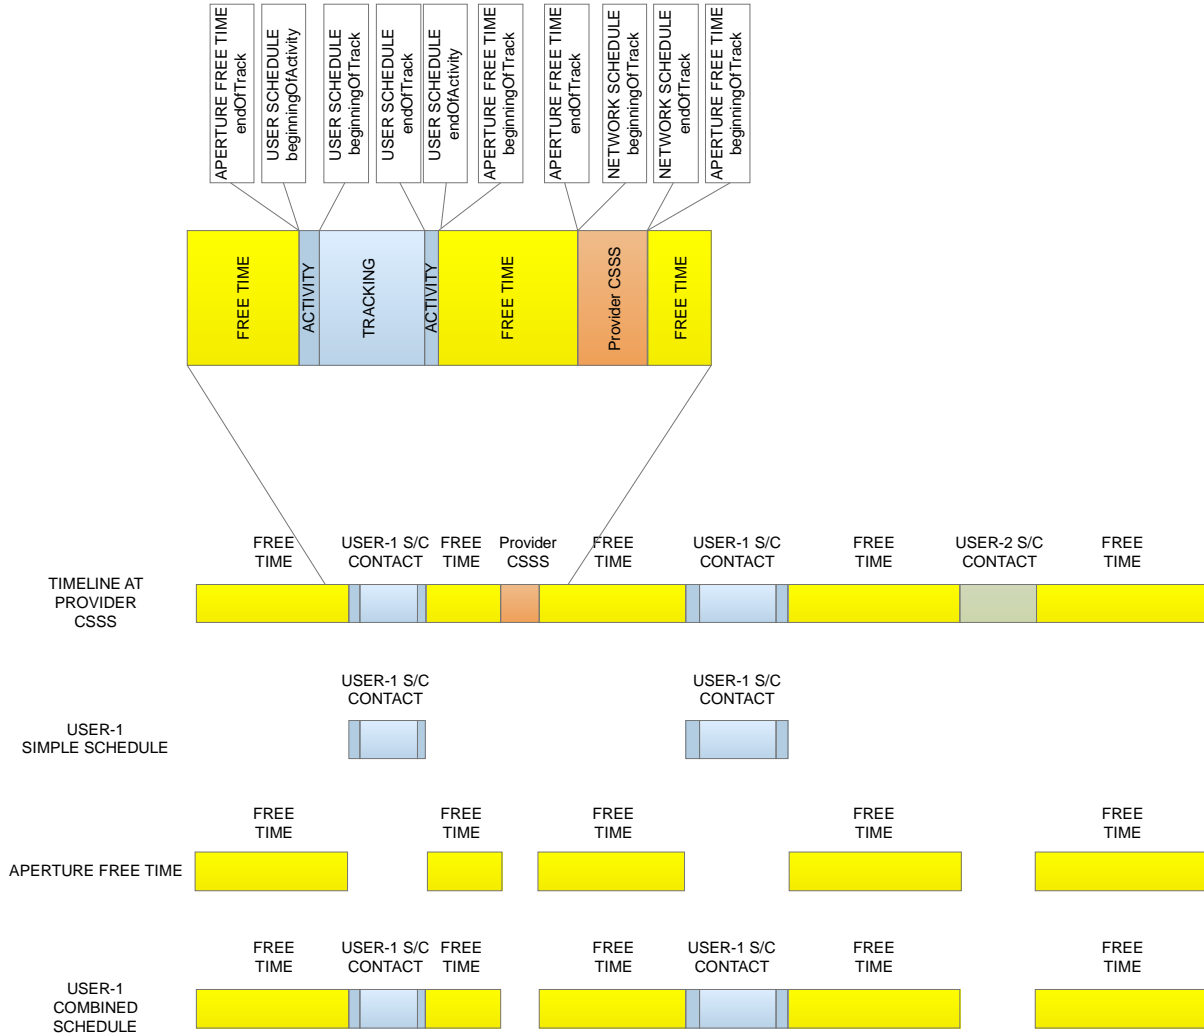 APERTURE FREE TIME
endOfTrack
USER SCHEDULE
beginningOfActivity
USER SCHEDULE
beginningOfTrack
USER SCHEDULE
endOfTrack
USER SCHEDULE
endOfActivity
APERTURE FREE TIME
beginningOfTrack
APERTURE FREE TIME
endOfTrack
NETWORK SCHEDULE
beginningOfTrack
NETWORK SCHEDULE
endOfTrack
APERTURE FREE TIME
beginningOfTrack
FREE TIME
ACTIVITY
TRACKING
ACTIVITY
FREE TIME
Provider CSSS
FREE TIME
TIMELINE AT
PROVIDER
CSSS
FREE
TIME
USER-1 S/C
CONTACT
FREE
TIME
Provider
CSSS
FREE
TIME
USER-1 S/C
CONTACT
FREE
TIME
USER-2 S/C
CONTACT
FREE
TIME
USER-1
SIMPLE SCHEDULE
USER-1 S/C
CONTACT
USER-1 S/C
CONTACT
APERTURE FREE TIME
FREE
TIME
FREE
TIME
FREE
TIME
FREE
TIME
FREE
TIME
USER-1
COMBINED
SCHEDULE
FREE
TIME
USER-1 S/C
CONTACT
FREE
TIME
FREE
TIME
USER-1 S/C
CONTACT
FREE
TIME
FREE
TIME